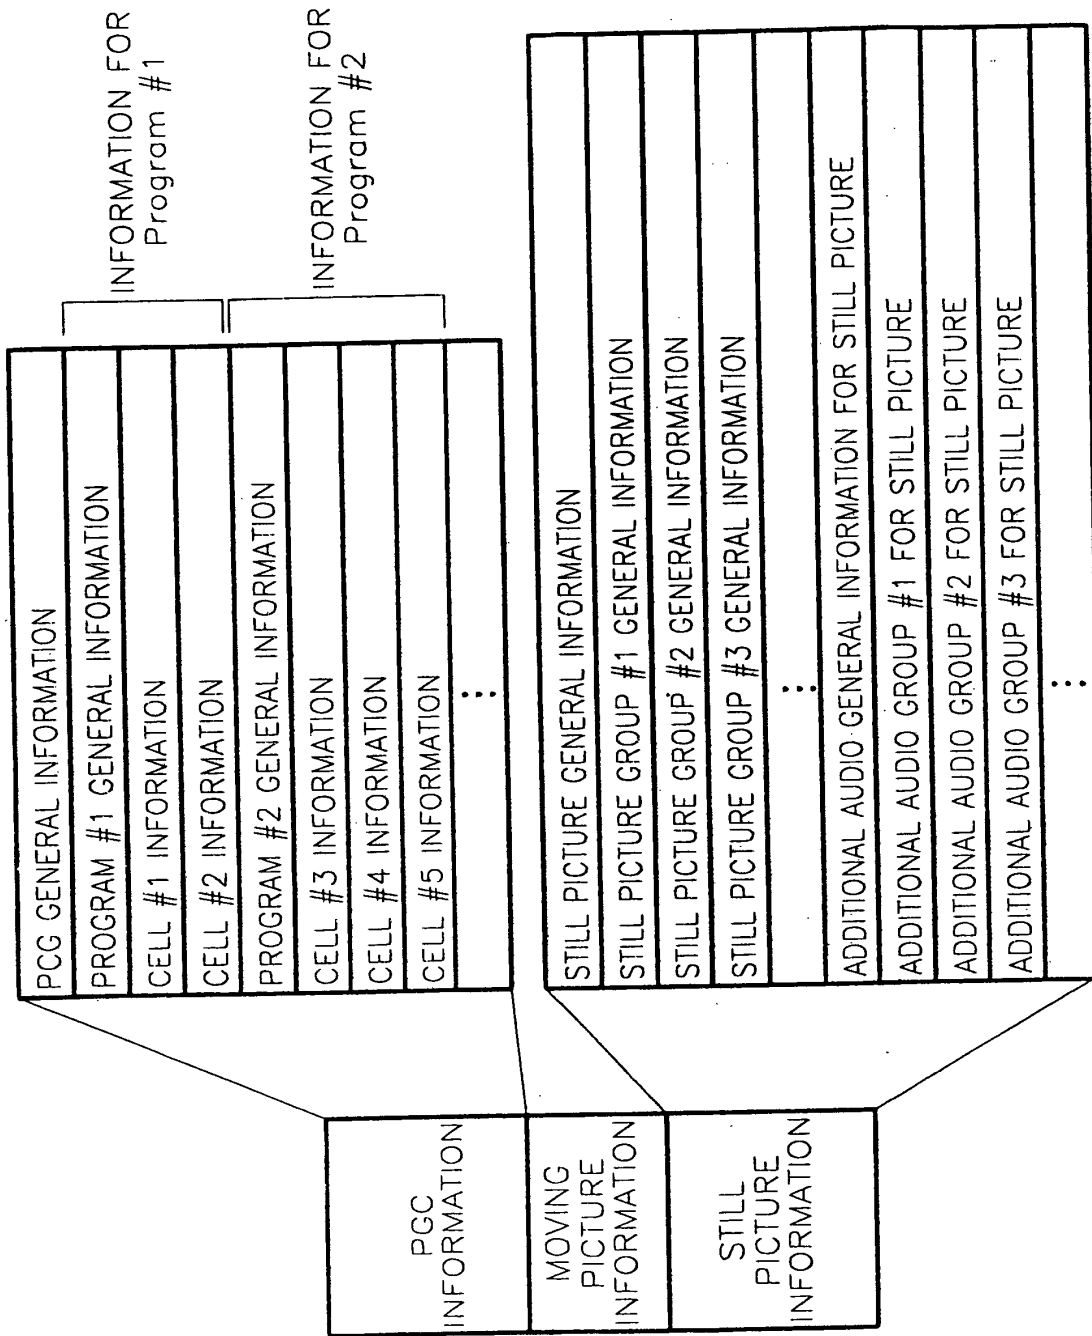 PGC
INFORMATION
MOVING
PICTURE
INFORMATION
STILL
PICTURE
INFORMATION
PCG GENERAL INFORMATION
PROGRAM #1 GENERAL INFORMATION
CELL #1 INFORMATION
CELL #2 INFORMATION
PROGRAM #2 GENERAL INFORMATION
CELL #3 INFORMATION
CELL #4 INFORMATION
CELL #5 INFORMATION
⋮
INFORMATION FOR
Program #1
INFORMATION FOR
Program #2
STILL PICTURE GENERAL INFORMATION
STILL PICTURE GROUP #1 GENERAL INFORMATION
STILL PICTURE GROUP #2 GENERAL INFORMATION
STILL PICTURE GROUP #3 GENERAL INFORMATION
⋮
ADDITIONAL AUDIO GENERAL INFORMATION FOR STILL PICTURE
ADDITIONAL AUDIO GROUP #1 FOR STILL PICTURE
ADDITIONAL AUDIO GROUP #2 FOR STILL PICTURE
ADDITIONAL AUDIO GROUP #3 FOR STILL PICTURE
⋮